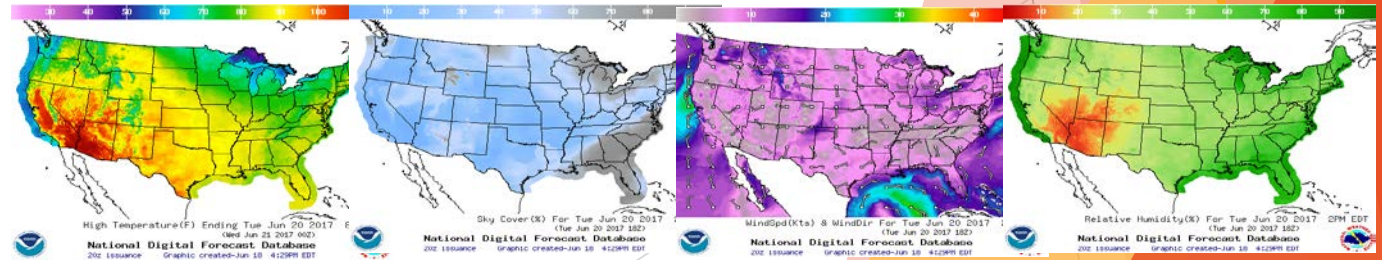 30 40 50 60 70 80 90 100
High Temperature(F) Ending Tue Jun 20 2017 8
(Wed Jun 21 2017 00Z)
National Digital Forecast Database
20z issuance Graphic created-Jun 18 4:29PM EDT
10 20 30 40 50 60 70 80
Sky Cover(%) For Tue Jun 20 2017
(Tue Jun 20 2017 18Z)
National Digital Forecast Database
20z issuance Graphic created-Jun 18 4:29PM EDT
10 20 30 40
WindSpd(Kts) & WindDir For Tue Jun 20 2017
(Tue Jun 20 2017 18Z)
National Digital Forecast Database
20z issuance Graphic created-Jun 18 4:29PM EDT
10 20 30 40 50 60 70 80 90
Relative Humidity(%) For Tue Jun 20 2017 2PM EDT
(Tue Jun 20 2017 18Z)
National Digital Forecast Database
20z issuance Graphic created-Jun 18 4:29PM EDT